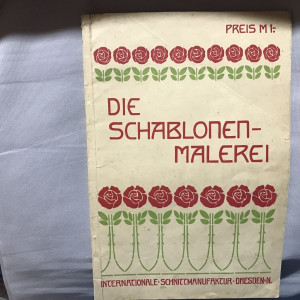 PREIS M 1:
DIE
SCHABLONEN-
MALEREI
INTERNATIONALE·SCHNITTMANUFAKTUR·DRESDEN-N.